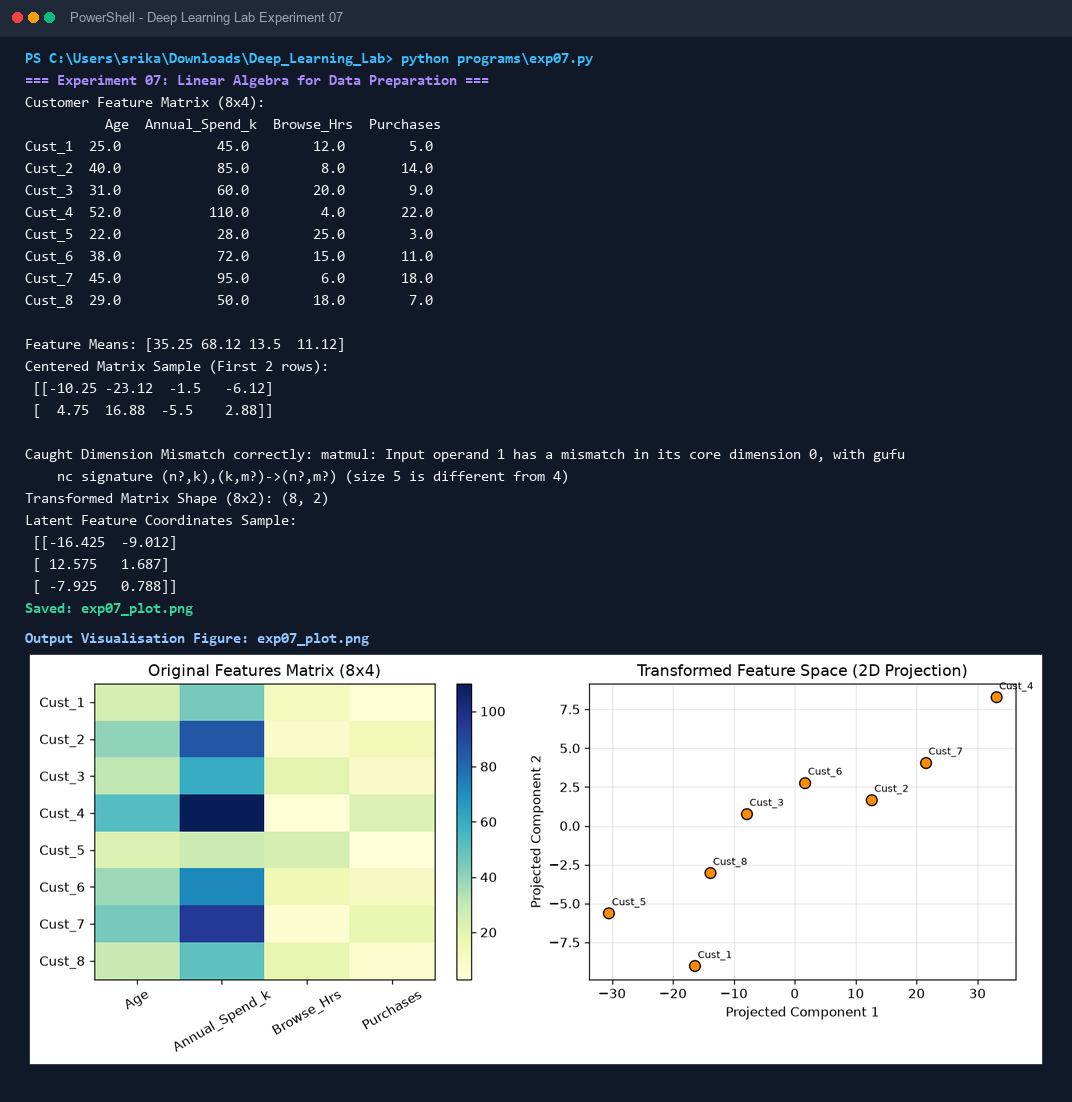 PowerShell - Deep Learning Lab Experiment 07
PS C:\Users\srika\Downloads\Deep_Learning_Lab> python programs\exp07.py
=== Experiment 07: Linear Algebra for Data Preparation ===
Customer Feature Matrix (8x4):
Age Annual_Spend_k Browse_Hrs Purchases
Cust_1 25.0 45.0 12.0 5.0
Cust_2 40.0 85.0 8.0 14.0
Cust_3 31.0 60.0 20.0 9.0
Cust_4 52.0 110.0 4.0 22.0
Cust_5 22.0 28.0 25.0 3.0
Cust_6 38.0 72.0 15.0 11.0
Cust_7 45.0 95.0 6.0 18.0
Cust_8 29.0 50.0 18.0 7.0
Feature Means: [35.25 68.12 13.5  11.12]
Centered Matrix Sample (First 2 rows):
[[-10.25 -23.12  -1.5   -6.12]
[  4.75  16.88  -5.5    2.88]]
Caught Dimension Mismatch correctly: matmul: Input operand 1 has a mismatch in its core dimension 0, with gufu
nc signature (n?,k),(k,m?)->(n?,m?) (size 5 is different from 4)
Transformed Matrix Shape (8x2): (8, 2)
Latent Feature Coordinates Sample:
[[-16.425  -9.012]
[ 12.575   1.687]
[ -7.925   0.788]]
Saved: exp07_plot.png
Output Visualisation Figure: exp07_plot.png
Original Features Matrix (8x4)
Cust_1
Cust_2
Cust_3
Cust_4
Cust_5
Cust_6
Cust_7
Cust_8
Age
Annual_Spend_k
Browse_Hrs
Purchases
100
80
60
40
20
Transformed Feature Space (2D Projection)
Projected Component 2
7.5
5.0
2.5
0.0
−2.5
−5.0
−7.5
Cust_4
Cust_7
Cust_6
Cust_2
Cust_3
Cust_8
Cust_5
Cust_1
−30 −20 −10 0 10 20 30
Projected Component 1